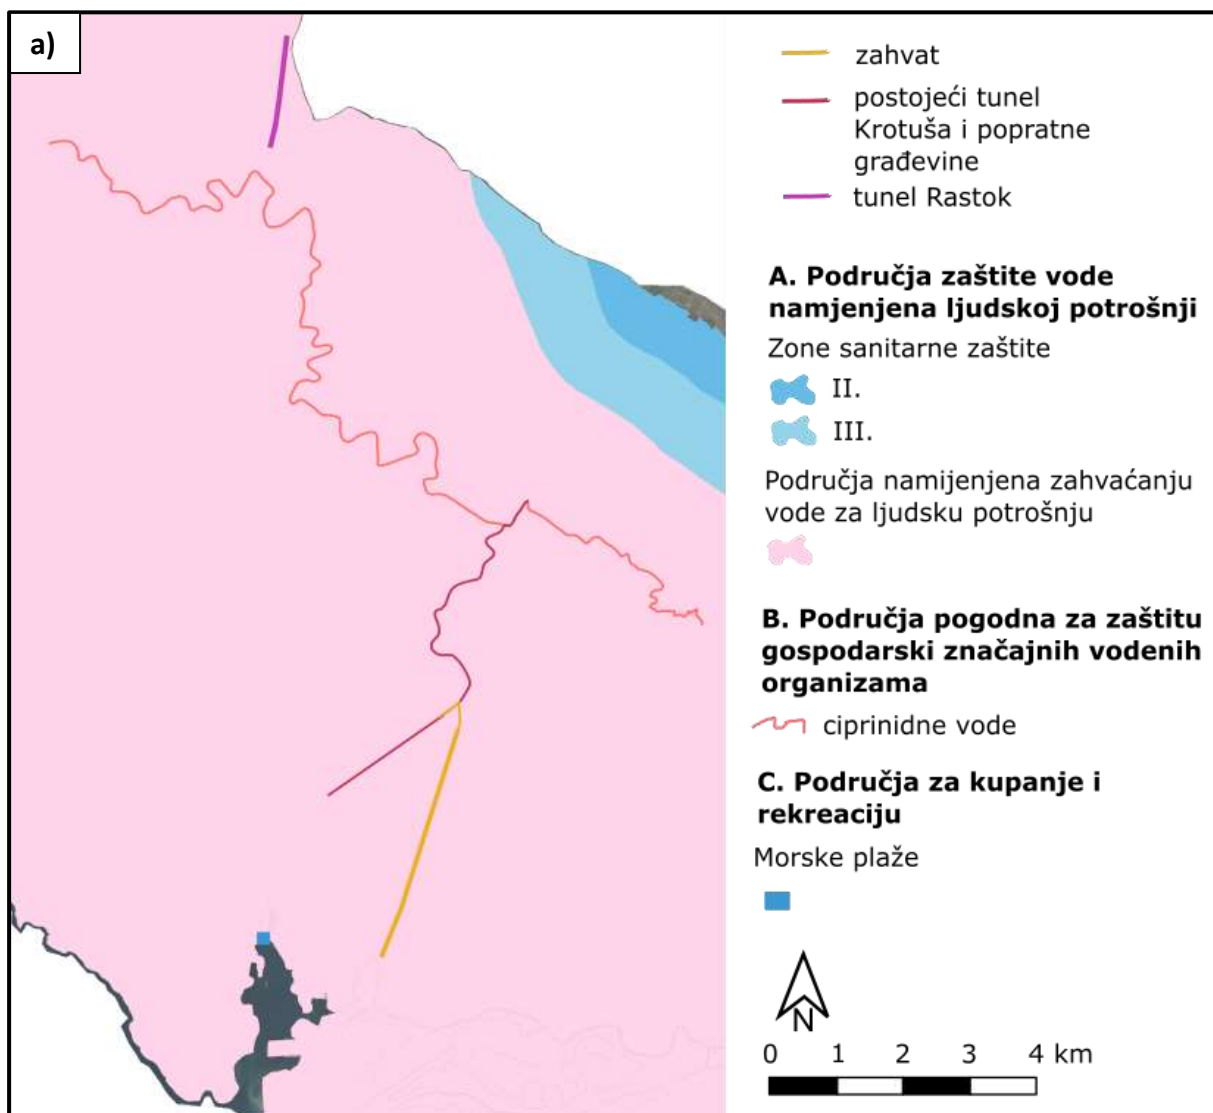 a)
zahvat
postojeći tunel
Krotuša i popratne
građevine
tunel Rastok
A. Područja zaštite vode
namjenjena ljudskoj potrošnji
Zone sanitarne zaštite
II.
III.
Područja namijenjena zahvaćanju
vode za ljudsku potrošnju
B. Područja pogodna za zaštitu
gospodarski značajnih vodenih
organizama
ciprinidne vode
C. Područja za kupanje i
rekreaciju
Morske plaže
N
0 1 2 3 4 km